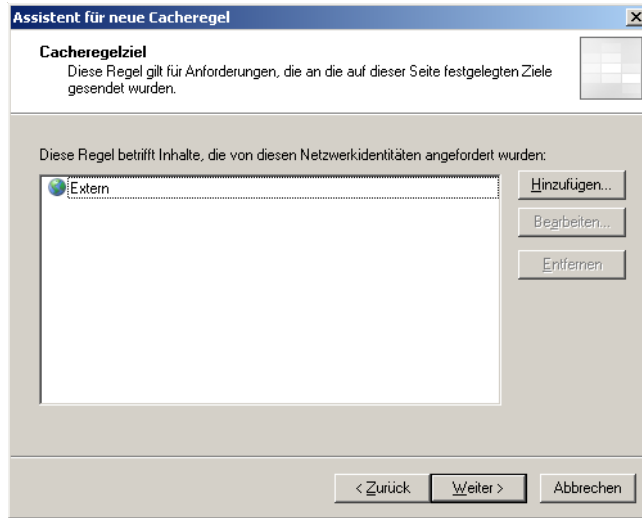 Assistent für neue Cacheregel
Cacheregelziel
Diese Regel gilt für Anforderungen, die an die auf dieser Seite festgelegten Ziele
gesendet wurden.
Diese Regel betrifft Inhalte, die von diesen Netzwerkidentitäten angefordert wurden:
Extern
Hinzufügen...
Bearbeiten...
Entfernen
< Zurück
Weiter >
Abbrechen